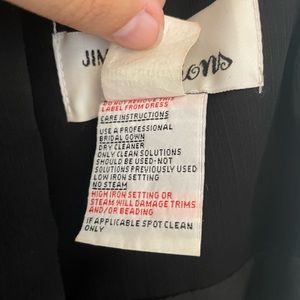 JIM
ons
DO NOT REMOVE THIS
LABEL FROM DRESS
CARE INSTRUCTIONS
USE A PROFESSIONAL
BRIDAL GOWN
DRY CLEANER
ONLY CLEAN SOLUTIONS
SHOULD BE USED-NOT
SOLUTIONS PREVIOUSLY USED
LOW IRON SETTING
NO STEAM
HIGH IRON SETTING OR
STEAM WILL DAMAGE TRIMS
AND/OR BEADING
IF APPLICABLE SPOT CLEAN
ONLY